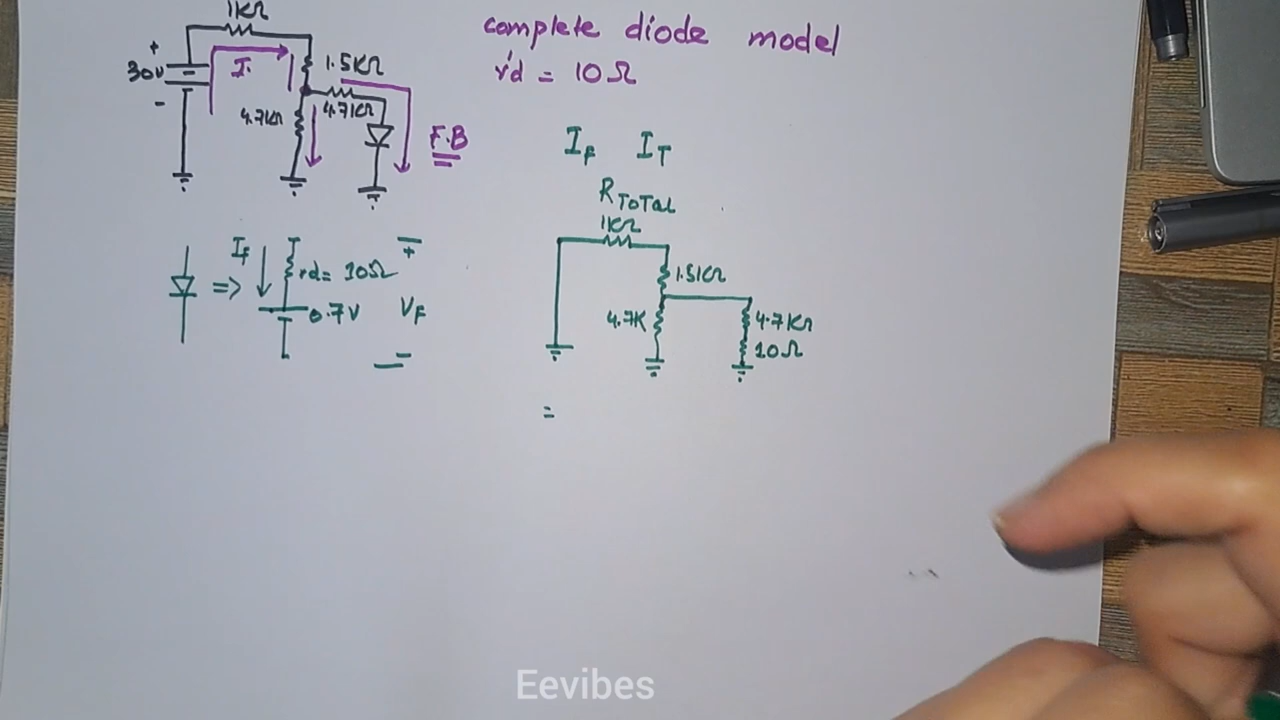 1KΩ
complete diode model
r'd = 10Ω
+
30V
I.
1.5KΩ
-
4.7KΩ
4.7KΩ
F.B
IF IT
RTOTAL
1KΩ
If
=>
rd= 10Ω
+
0.7V
VF
-
1.5KΩ
4.7K
4.7KΩ
10Ω
=
Eevibes